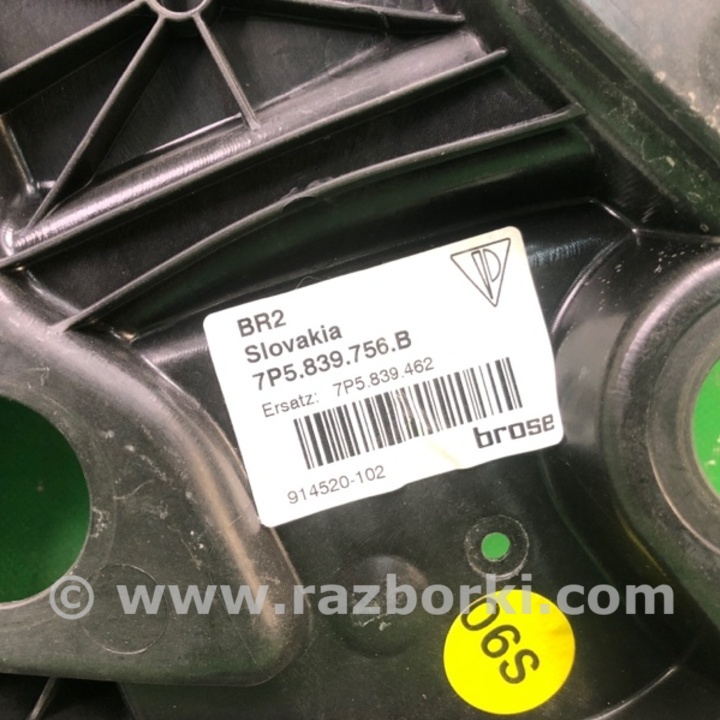 BR2
Slovakia
7P5.839.756.B
Ersatz: 7P5.839.462
brose
914520-102
© www.razborki.com
06S